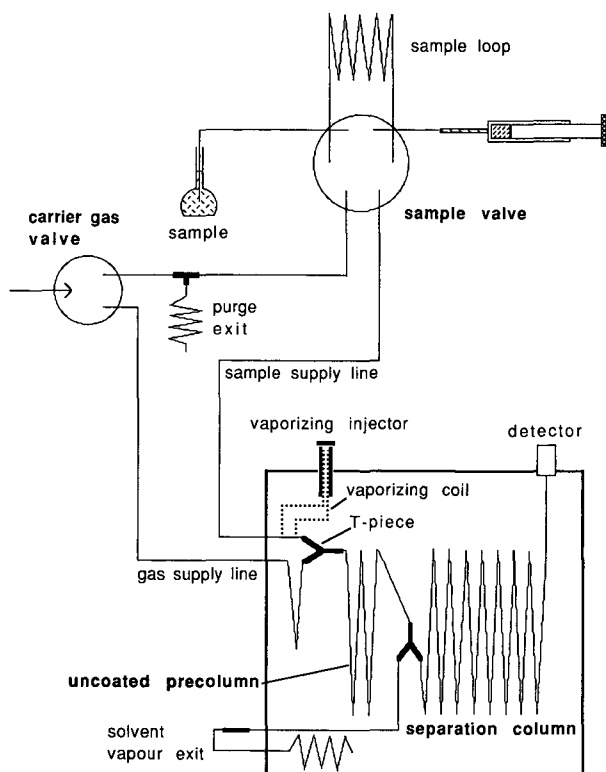 sample loop
sample valve
sample
carrier gas
valve
purge
exit
sample supply line
vaporizing injector
detector
vaporizing coil
T-piece
gas supply line
uncoated precolumn
separation column
solvent
vapour exit